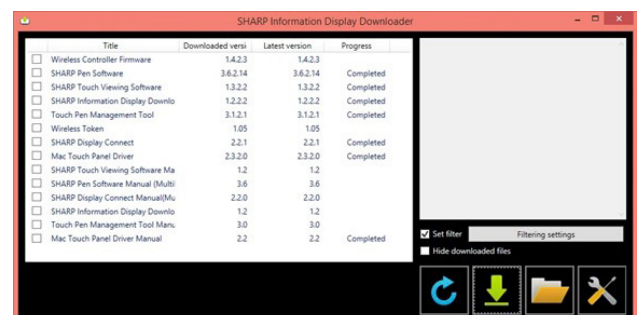 SHARP Information Display Downloader
Title Downloaded versi Latest version Progress
Wireless Controller Firmware 1.4.2.3 1.4.2.3
SHARP Pen Software 3.6.2.14 3.6.2.14 Completed
SHARP Touch Viewing Software 1.3.2.2 1.3.2.2 Completed
SHARP Information Display Downlo 1.2.2.2 1.2.2.2 Completed
Touch Pen Management Tool 3.1.2.1 3.1.2.1 Completed
Wireless Token 1.05 1.05
SHARP Display Connect 2.2.1 2.2.1 Completed
Mac Touch Panel Driver 2.3.2.0 2.3.2.0 Completed
SHARP Touch Viewing Software Ma 1.2 1.2
SHARP Pen Software Manual (Multi 3.6 3.6
SHARP Display Connect Manual(Mu 2.2.0 2.2.0
SHARP Information Display Downlo 1.2 1.2
Touch Pen Management Tool Manu 3.0 3.0
Mac Touch Panel Driver Manual 2.2 2.2 Completed
Set filter Filtering settings
Hide downloaded files